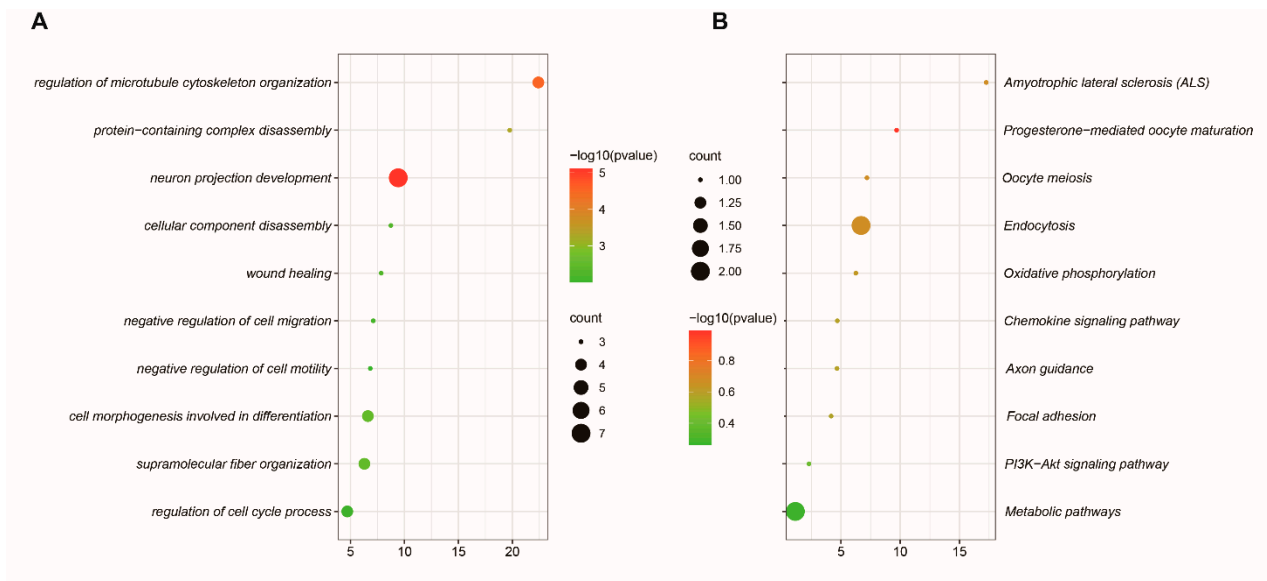 A
regulation of microtubule cytoskeleton organization
protein−containing complex disassembly
neuron projection development
cellular component disassembly
wound healing
negative regulation of cell migration
negative regulation of cell motility
cell morphogenesis involved in differentiation
supramolecular fiber organization
regulation of cell cycle process
5 10 15 20
−log10(pvalue)
5
4
3
count
3
4
5
6
7
B
count
1.00
1.25
1.50
1.75
2.00
−log10(pvalue)
0.8
0.6
0.4
Amyotrophic lateral sclerosis (ALS)
Progesterone−mediated oocyte maturation
Oocyte meiosis
Endocytosis
Oxidative phosphorylation
Chemokine signaling pathway
Axon guidance
Focal adhesion
PI3K−Akt signaling pathway
Metabolic pathways
5 10 15